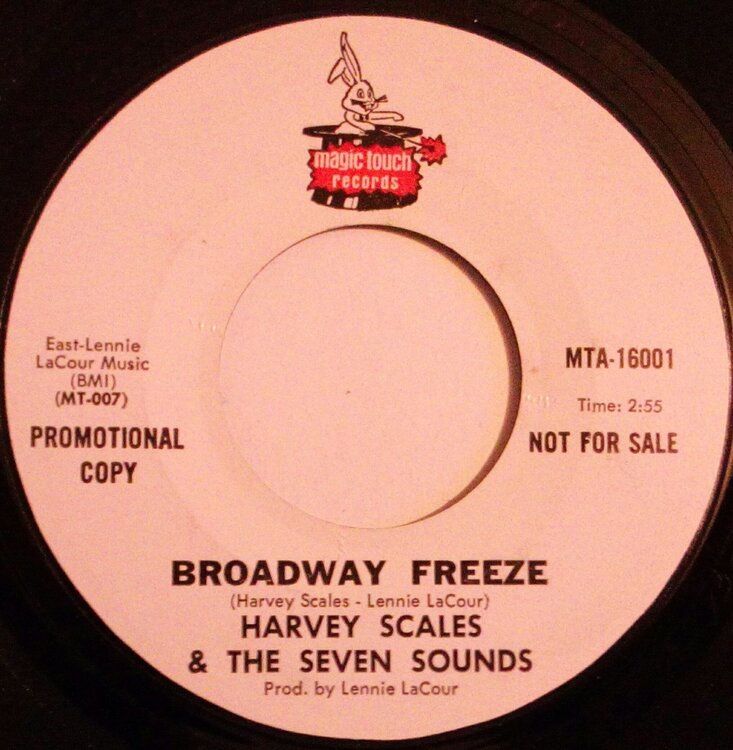 magic touch
records
East-Lennie
LaCour Music
(BMI)
(MT-007)
PROMOTIONAL
COPY
MTA-16001
Time: 2:55
NOT FOR SALE
BROADWAY FREEZE
(Harvey Scales - Lennie LaCour)
HARVEY SCALES
& THE SEVEN SOUNDS
Prod. by Lennie LaCour